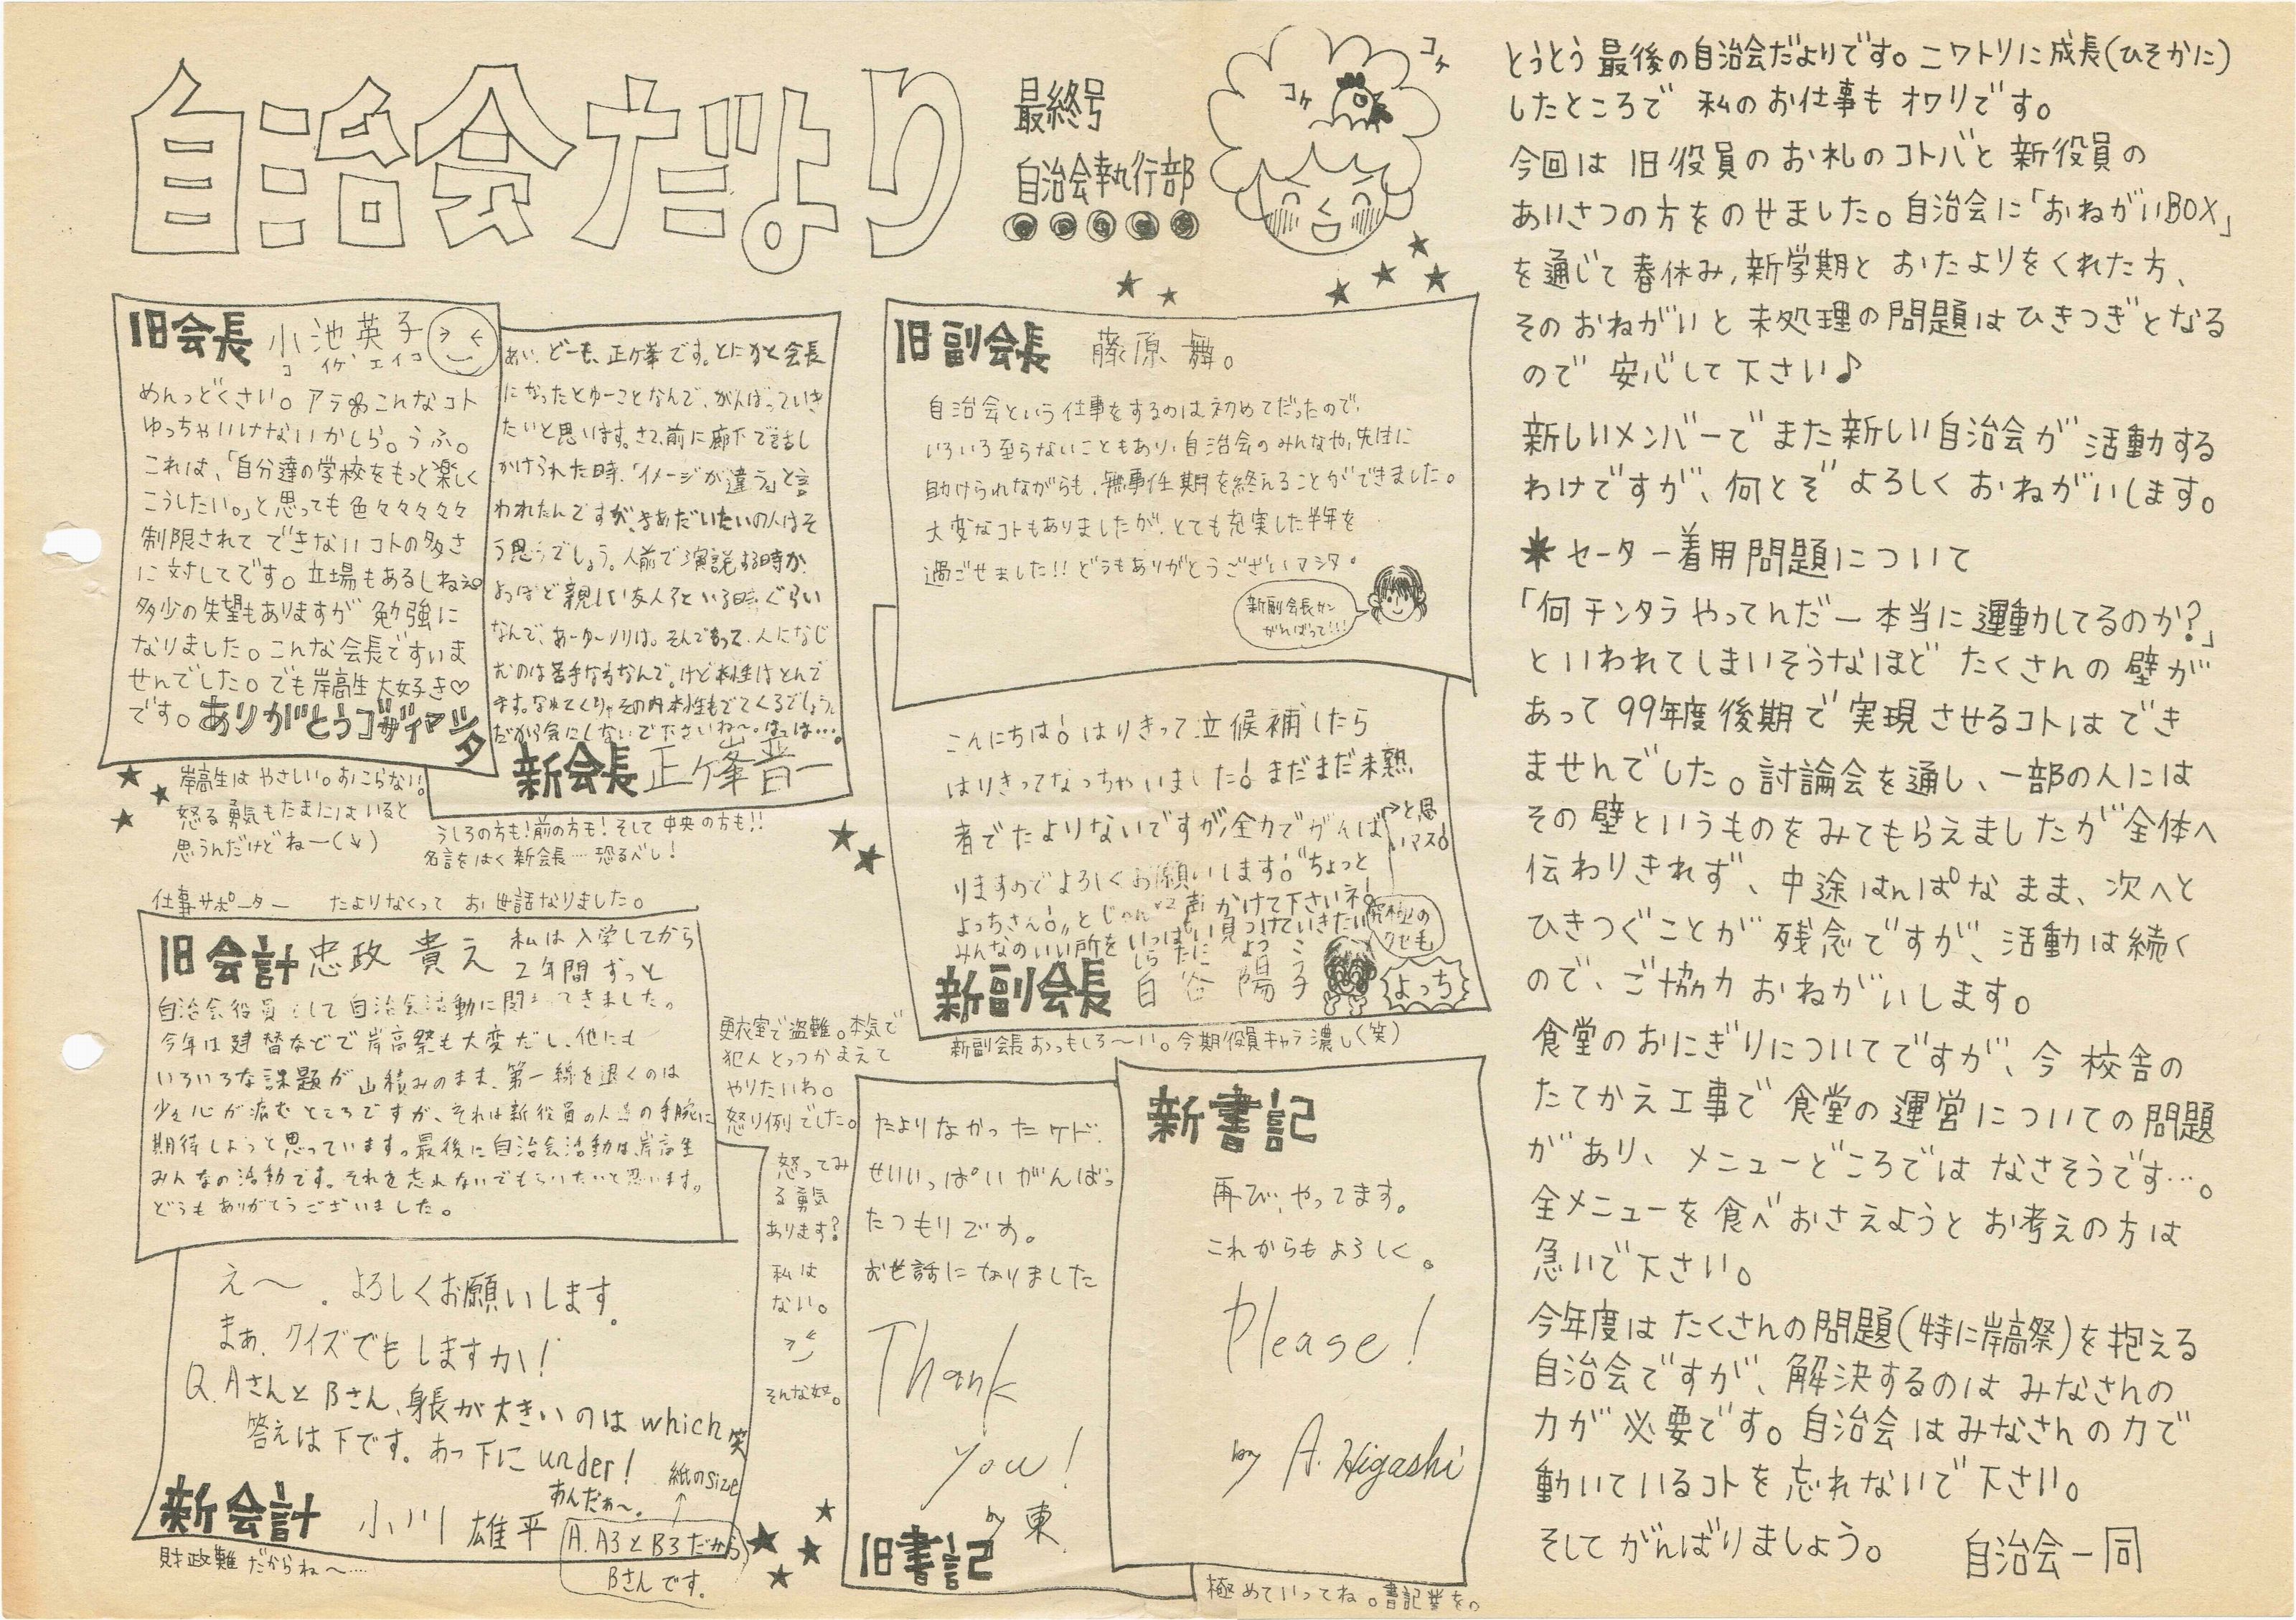 自治会だより
最終号
自治会執行部
コケ
コケ
旧会長 小池英子
コ イケ エイコ
めんっどくさい。アラ こんなコト
ゆっちゃいけないかしら。うふ。
これは、「自分達の学校をもっと楽しく
こうしたい。」と思っても色々々々々々
制限されて できないコトの多さ
に対してです。立場もあるしねぇ
多少の失望もありますが 勉強に
なりました。こんな会長ですいま
せんでした。でも岸高生大好き♡
です。ありがとうゴザイマシタ
岸高生は やさしい。おこらない!
怒る勇気もたまにはいると
思うんだけどねー(↓)
あい、どーも、正ヶ峯です。とにかく会長
になったとゆーことなんで、がんばっていき
たいと思います。さて、前に廊下で話し
かけられた時、「イメージが違う。」と言
われたんですが、まあだいたいの人はそ
う思うでしょう。人前で演説する時か、
よっぽど親しい友人といる時ぐらい
なんで、あーゆーノリは。そんでもって、人になじ
むのは苦手な方なんで。けど本性はとんで
ます。なれてくりゃその内本性もでてくるでしょう。
だから気にしないで下さいね〜。実は…。
新会長 正ヶ峯晋一
うしろの方も!前の方も!そして中央の方も!!
名言をはく新会長…恐るべし!
旧副会長 藤原 舞。
自治会という仕事をするのは初めてだったので、
いろいろ至らないこともあり、自治会のみんなや、先生に
助けられながらも、無事任期を終えることができました。
大変なコトもありましたが、とても充実した半年を
過ごせました!!どうもありがとうございマシタ。
新副会長サン
がんばって!!!
こんにちは!はりきって立候補したら
はりきってなっちゃいました!まだまだ未熟
者でたよりないですが、全力でがんば
りますのでよろしくお願いします!“ちょっと
よっちさん!”とじゃんじゃん声かけて下さいネ!
みんなのいい所をいっぱい見つけていきたい
と思
いマス!
新副会長 白谷 陽子
しらたに よう こ
究極の
クセ毛
よっち
新副会長おっもしろ〜い。今期役員キャラ濃し(笑)
仕事サポーター たよりなくって お世話なりました。
旧会計 忠政 貴え
私は入学してから
2年間 ずっと
自治会役員として自治会活動に関ってきました。
今年は建替などで岸高祭も大変だし、他にも
いろいろな課題が山積みのまま、第一線を退くのは
少々心が痛むところですが、それは新役員の人達の手腕に
期待しようと思っています。最後に自治会活動は、岸高生
みんなの活動です。それを忘れないでもらいたいと思います。
どうもありがとうございました。
更衣室で盗難。本気で
犯人とっつかまえて
やりたいわ。
怒り例でした。
怒ってみ
る勇気
あります?
私は
ない。
そんな奴。
え〜。よろしくお願いします。
まぁ、クイズでもしますか!
Q.AさんとBさん、身長が大きいのはwhich笑
答えは下です。あっ下にunder!
新会計 小川 雄平
あんだぁ〜。
紙のsize
A.A3とB3だから
Bさんです。
財政難だからね〜…
たよりなかったケド、
せいいっぱいがんばっ
たつもりです。
お世話になりました
Thank
you!
by 東
旧書記
新書記
再び、やってます。
これからもよろしく。
Please!
by A. Higashi
極めていってね。書記業を。
とうとう最後の自治会だよりです。ニワトリに成長(ひそかに)
したところで 私のお仕事も オワリです。
今回は 旧役員のお礼のコトバと新役員の
あいさつの方をのせました。自治会に「おねがいBOX」
を通じて春休み,新学期と おたよりをくれた方、
そのおねがいと未処理の問題はひきつぎとなる
ので 安心して下さい♪
新しいメンバーでまた新しい自治会が 活動する
わけですが、何とぞ よろしくおねがいします。
✱セーター着用問題について
「何チンタラやってんだー本当に運動してるのか?」
といわれてしまいそうなほど たくさんの壁が
あって99年度後期で実現させるコトはでき
ませんでした。討論会を通し、一部の人には
その壁というものをみてもらえましたが全体へ
伝わりきれず、中途はんぱなまま、次へと
ひきつぐことが 残念ですが、活動は続く
ので、ご協力おねがいします。
食堂のおにぎりについてですが、今 校舎の
たてかえ工事で食堂の運営についての問題
があり、メニューどころではなさそうです…。
全メニューを食べおさえようとお考えの方は
急いで下さい。
今年度はたくさんの問題(特に岸高祭)を抱える
自治会ですが、解決するのはみなさんの
力が必要です。自治会はみなさんの力で
動いているコトを忘れないで下さい。
そしてがんばりましょう。 自治会一同